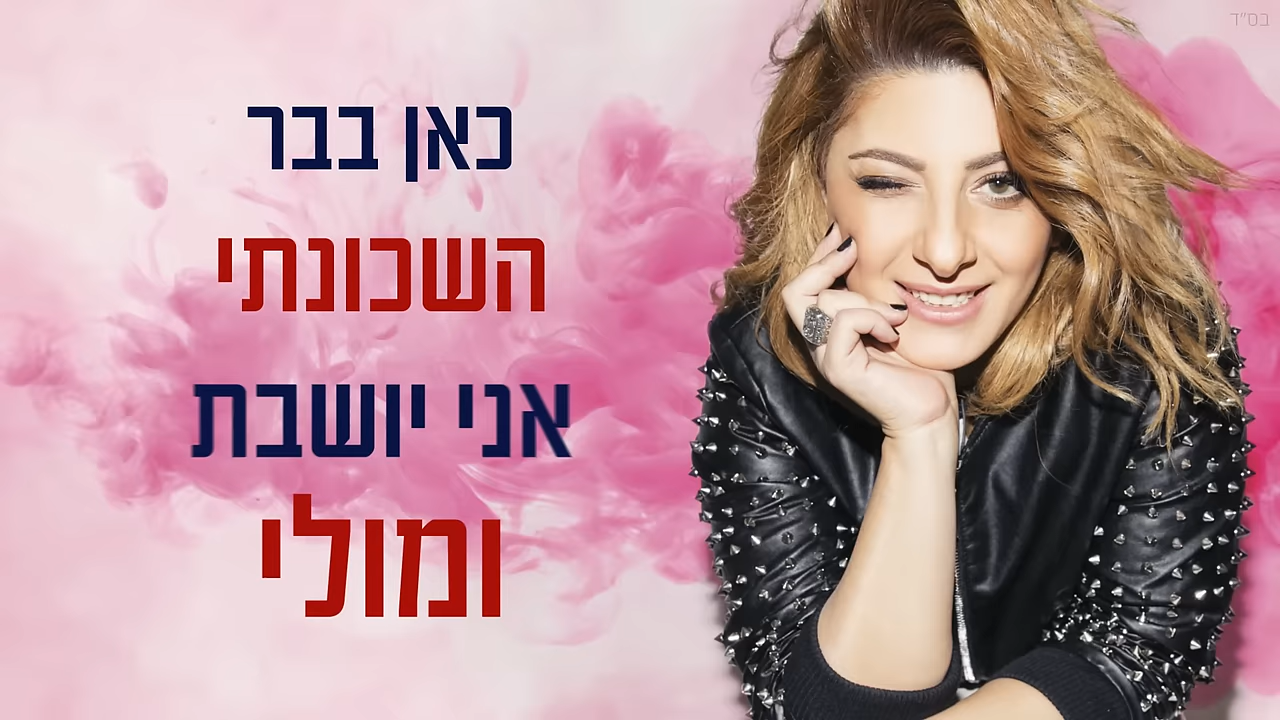 בס״ד
כאן בבר
השכונתי
אני יושבת
ומולי